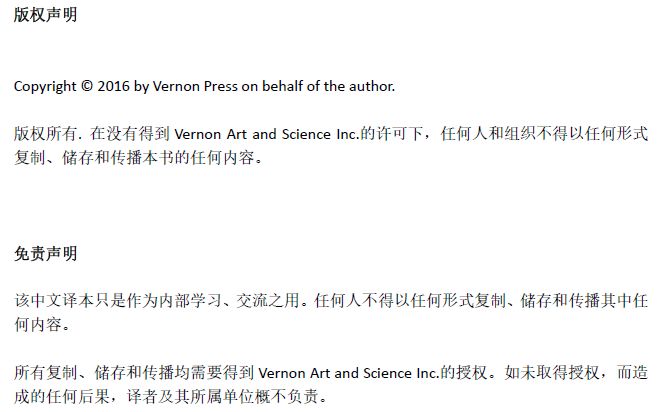 版权声明
Copyright © 2016 by Vernon Press on behalf of the author.
版权所有. 在没有得到 Vernon Art and Science Inc.的许可下，任何人和组织不得以任何形式
复制、储存和传播本书的任何内容。
免责声明
该中文译本只是作为内部学习、交流之用。任何人不得以任何形式复制、储存和传播其中任
何内容。
所有复制、储存和传播均需要得到 Vernon Art and Science Inc.的授权。如未取得授权，而造
成的任何后果，译者及其所属单位概不负责。